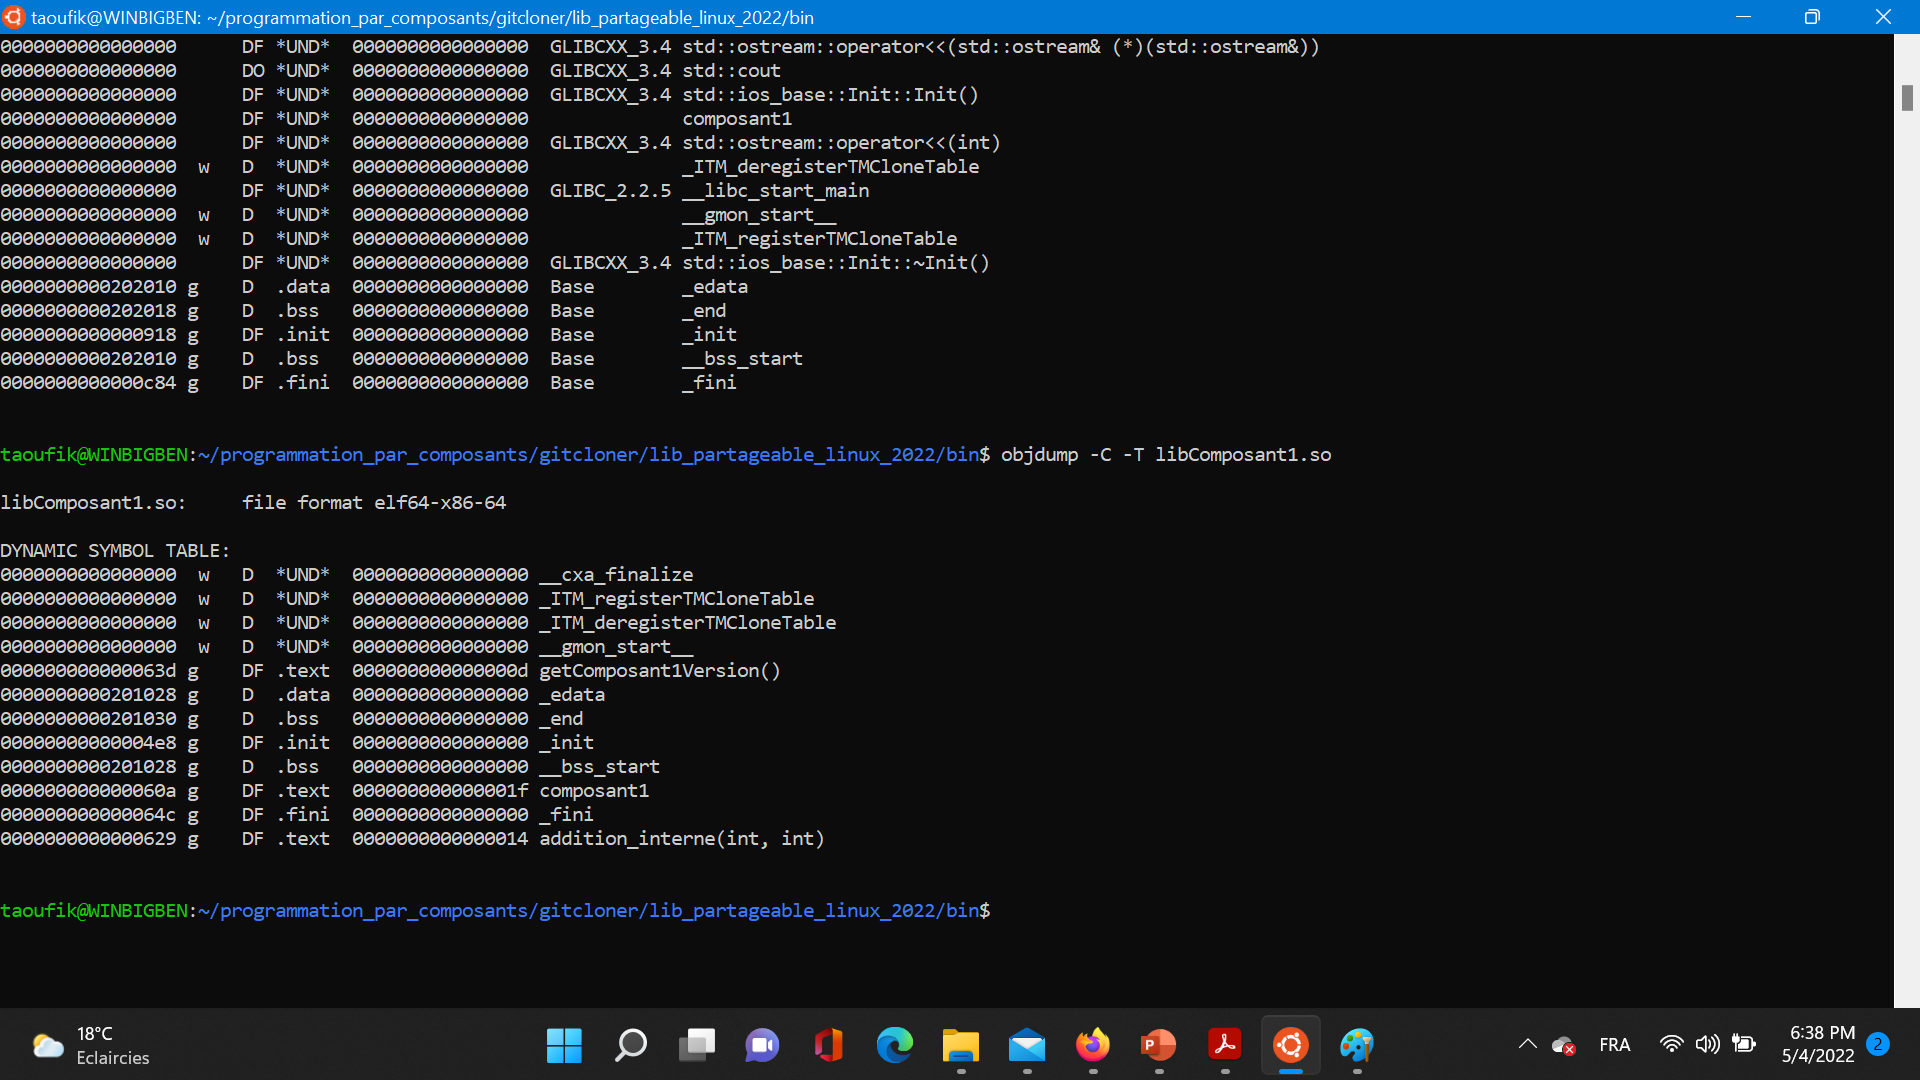 taoufik@WINBIGBEN: ~/programmation_par_composants/gitcloner/lib_partageable_linux_2022/bin
0000000000000000      DF *UND*  0000000000000000  GLIBCXX_3.4 std::ostream::operator<<(std::ostream& (*)(std::ostream&))
0000000000000000      DO *UND*  0000000000000000  GLIBCXX_3.4 std::cout
0000000000000000      DF *UND*  0000000000000000  GLIBCXX_3.4 std::ios_base::Init::Init()
0000000000000000      DF *UND*  0000000000000000              composant1
0000000000000000      DF *UND*  0000000000000000  GLIBCXX_3.4 std::ostream::operator<<(int)
0000000000000000  w   D  *UND*  0000000000000000              _ITM_deregisterTMCloneTable
0000000000000000      DF *UND*  0000000000000000  GLIBC_2.2.5 __libc_start_main
0000000000000000  w   D  *UND*  0000000000000000              __gmon_start__
0000000000000000  w   D  *UND*  0000000000000000              _ITM_registerTMCloneTable
0000000000000000      DF *UND*  0000000000000000  GLIBCXX_3.4 std::ios_base::Init::~Init()
0000000000202010 g    D  .data  0000000000000000  Base        _edata
0000000000202018 g    D  .bss   0000000000000000  Base        _end
0000000000000918 g    DF .init  0000000000000000  Base        _init
0000000000202010 g    D  .bss   0000000000000000  Base        __bss_start
0000000000000c84 g    DF .fini  0000000000000000  Base        _fini
taoufik@WINBIGBEN:~/programmation_par_composants/gitcloner/lib_partageable_linux_2022/bin$ objdump -C -T libComposant1.so
libComposant1.so:     file format elf64-x86-64
DYNAMIC SYMBOL TABLE:
0000000000000000  w   D  *UND*  0000000000000000 __cxa_finalize
0000000000000000  w   D  *UND*  0000000000000000 _ITM_registerTMCloneTable
0000000000000000  w   D  *UND*  0000000000000000 _ITM_deregisterTMCloneTable
0000000000000000  w   D  *UND*  0000000000000000 __gmon_start__
000000000000063d g    DF .text  000000000000000d getComposant1Version()
0000000000201028 g    D  .data  0000000000000000 _edata
0000000000201030 g    D  .bss   0000000000000000 _end
00000000000004e8 g    DF .init  0000000000000000 _init
0000000000201028 g    D  .bss   0000000000000000 __bss_start
000000000000060a g    DF .text  000000000000001f composant1
000000000000064c g    DF .fini  0000000000000000 _fini
0000000000000629 g    DF .text  0000000000000014 addition_interne(int, int)
taoufik@WINBIGBEN:~/programmation_par_composants/gitcloner/lib_partageable_linux_2022/bin$
18°C
Eclaircies
P
FRA
6:38 PM
5/4/2022
2